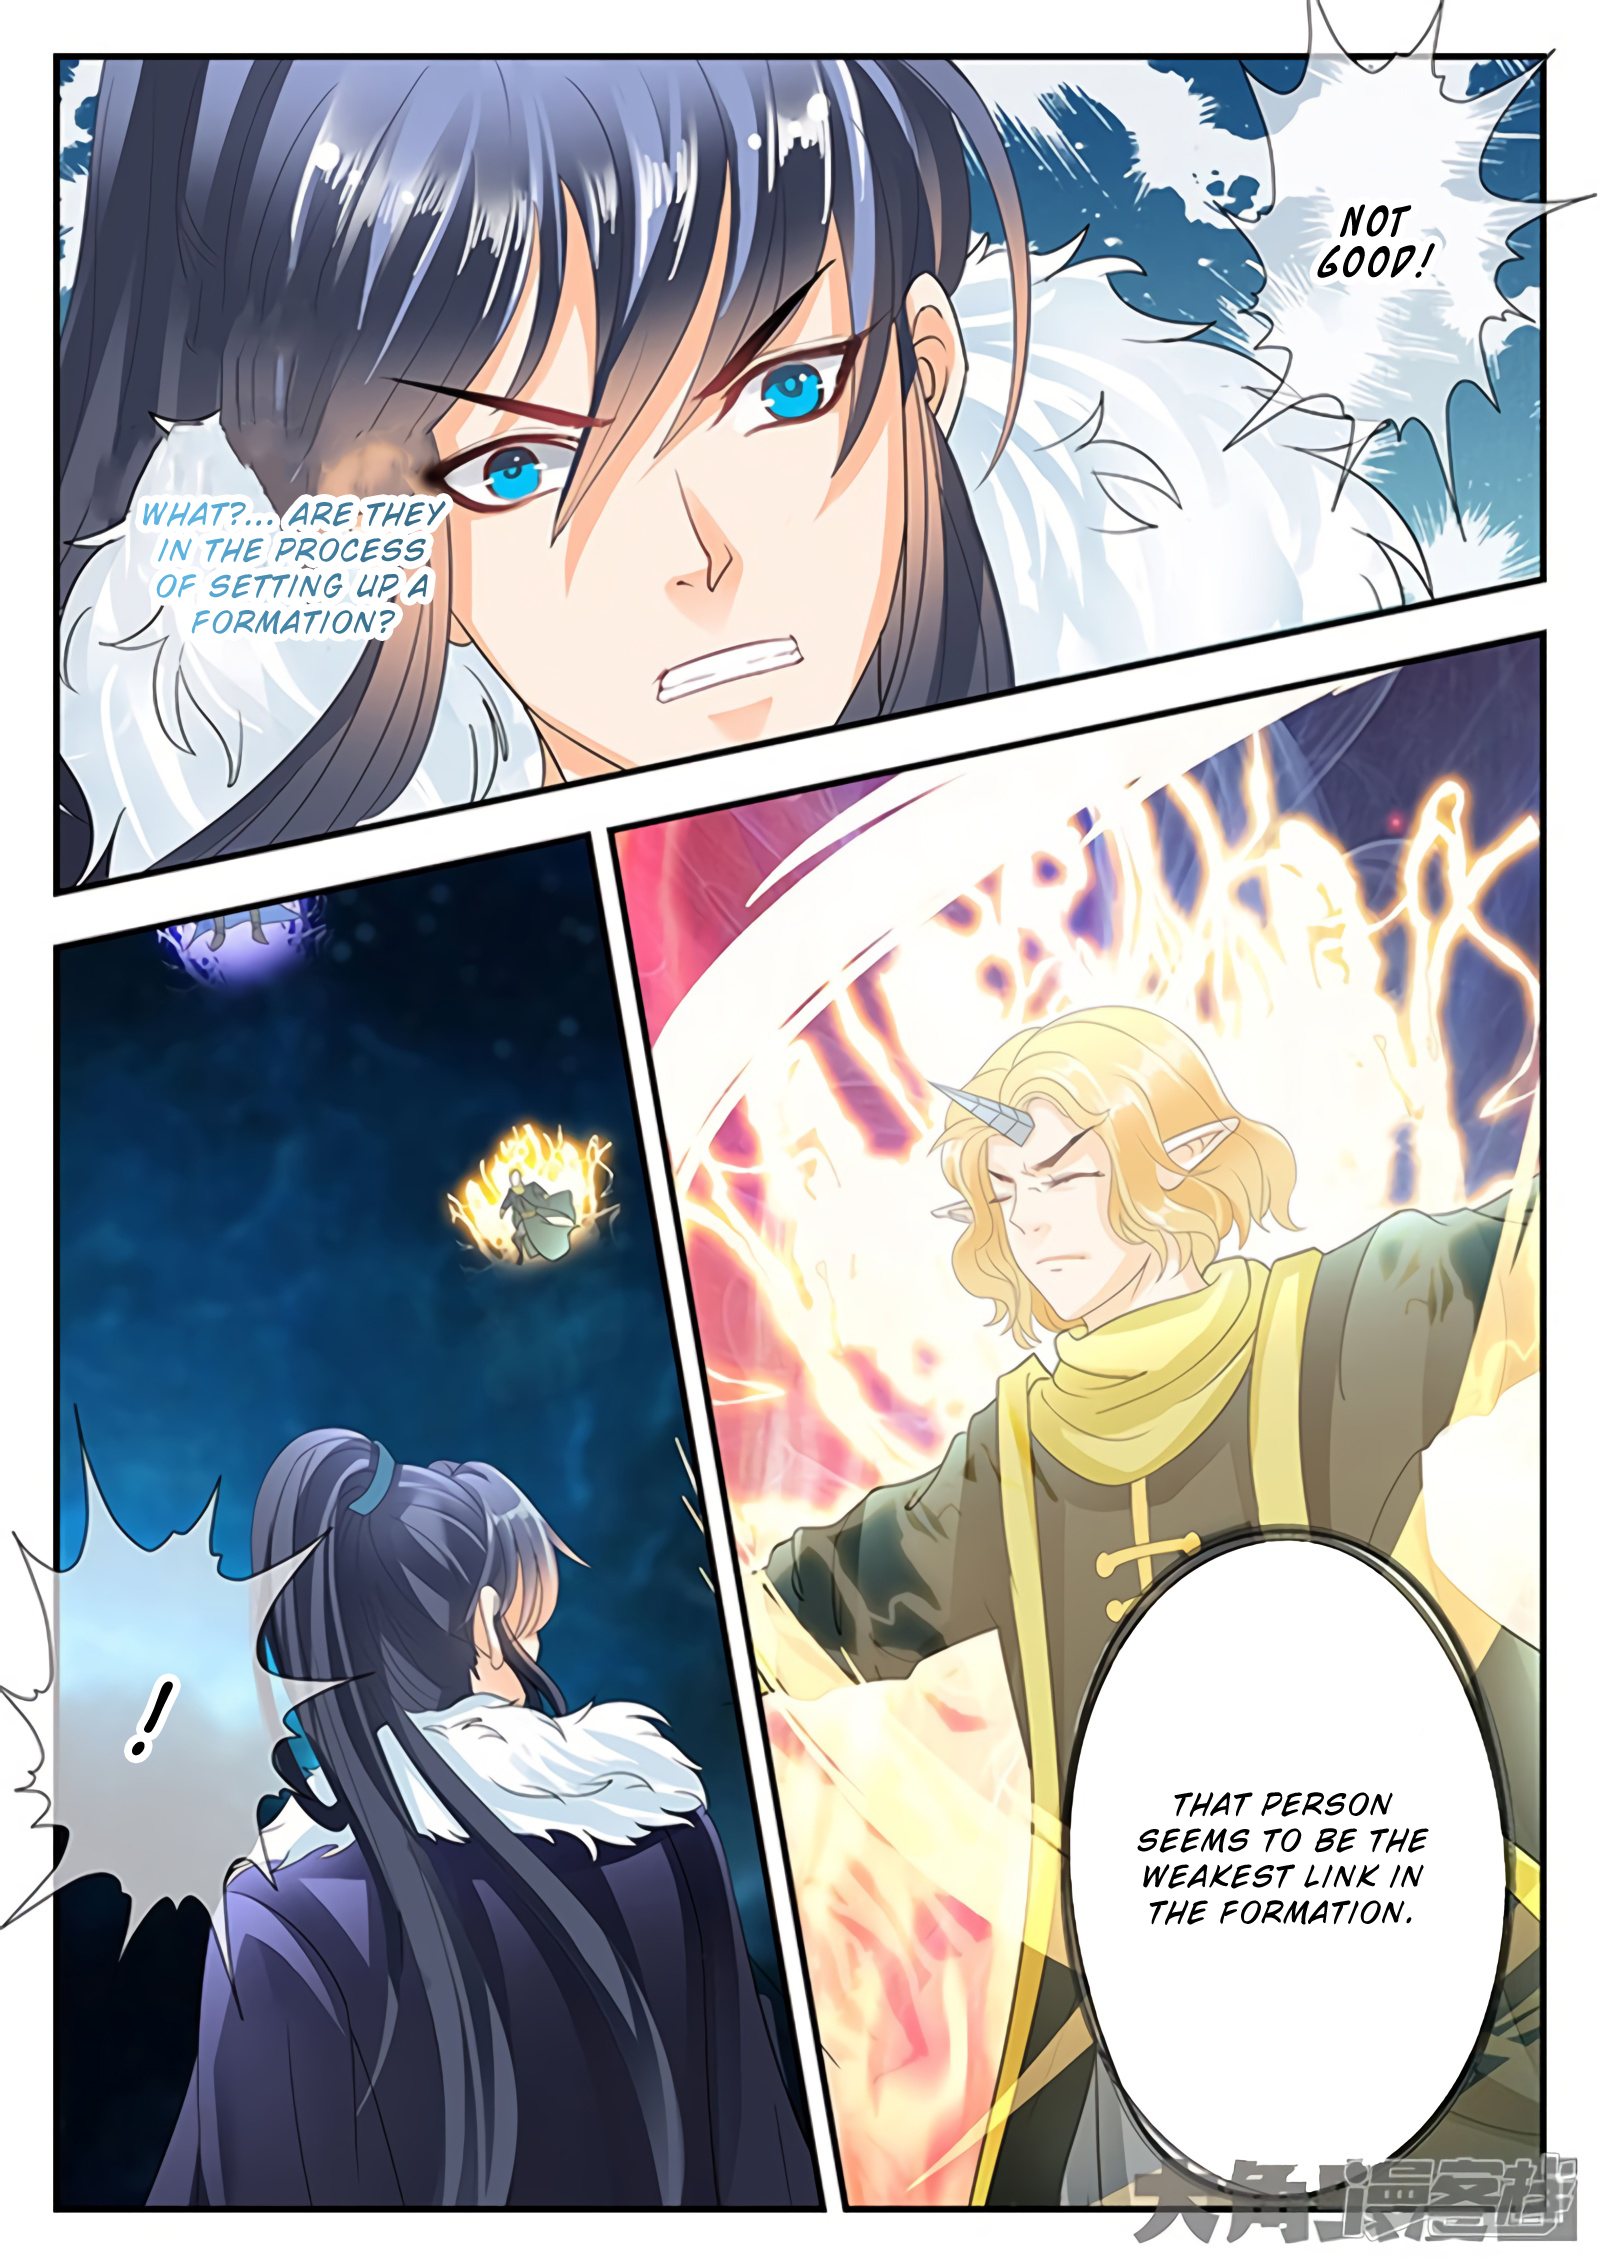 NOT
GOOD!
WHAT?... ARE THEY
IN THE PROCESS
OF SETTING UP A
FORMATION?
!
THAT PERSON
SEEMS TO BE THE
WEAKEST LINK IN
THE FORMATION.